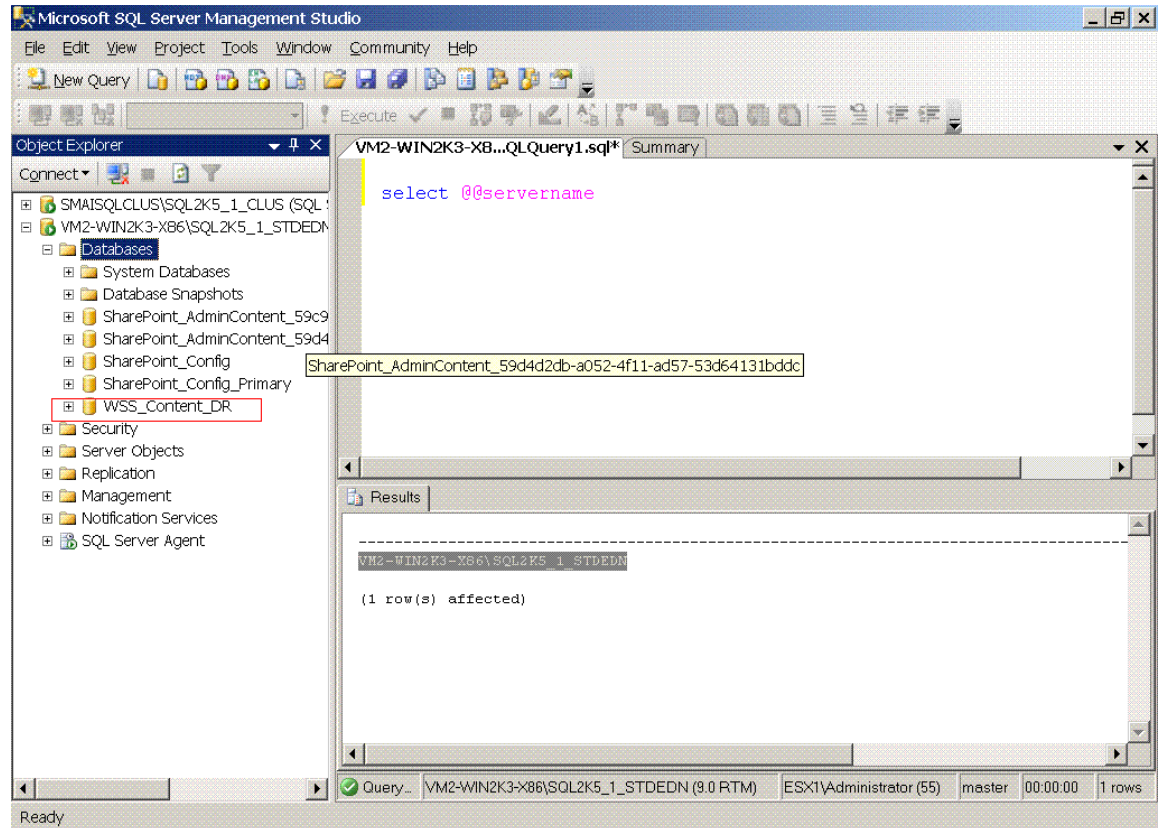 Microsoft SQL Server Management Studio
File Edit View Project Tools Window Community Help
New Query
Execute
Object Explorer
Connect
SMAISQLCLUS\SQL2K5_1_CLUS (SQL S
VM2-WIN2K3-X86\SQL2K5_1_STDEDN
Databases
System Databases
Database Snapshots
SharePoint_AdminContent_59c9
SharePoint_AdminContent_59d4
SharePoint_Config
SharePoint_Config_Primary
WSS_Content_DR
Security
Server Objects
Replication
Management
Notification Services
SQL Server Agent
SharePoint_AdminContent_59d4d2db-a052-4f11-ad57-53d64131bddc
VM2-WIN2K3-X8...QLQuery1.sql* Summary
select @@servername
Results
--------------------------------------------------------------------------------
VM2-WIN2K3-X86\SQL2K5_1_STDEDN
(1 row(s) affected)
Query... VM2-WIN2K3-X86\SQL2K5_1_STDEDN (9.0 RTM) ESX1\Administrator (55) master 00:00:00 1 rows
Ready